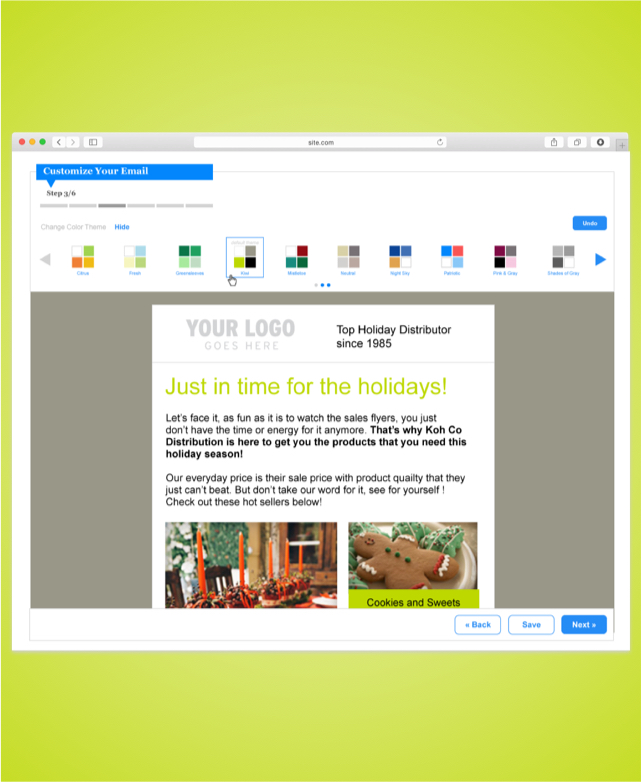 site.com
Customize Your Email
Step 3/6
Change Color Theme Hide
Undo
Citrus
Fresh
Greensleeves
Kiwi
Mistletoe
Neutral
Night Sky
Patriotic
Pink & Gray
Shades of Gray
YOUR LOGO
GOES HERE
Top Holiday Distributor
since 1985
Just in time for the holidays!
Let's face it, as fun as it is to watch the sales flyers, you just
don't have the time or energy for it anymore. That's why Koh Co
Distribution is here to get you the products that you need this
holiday season!
Our everyday price is their sale price with product quailty that they
just can't beat. But don't take our word for it, see for yourself !
Check out these hot sellers below!
Cookies and Sweets
« Back
Save
Next »